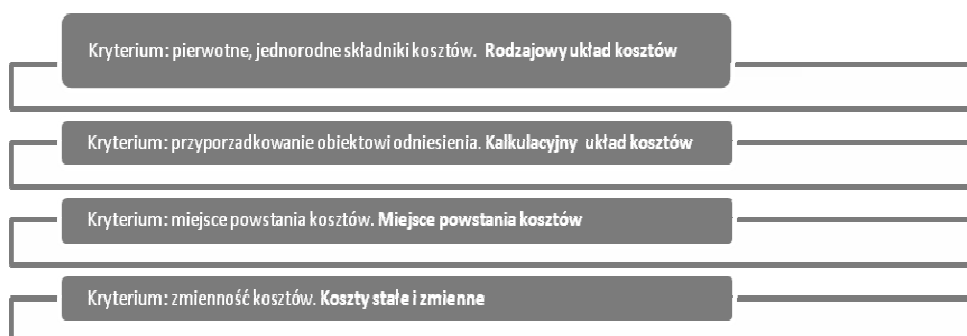 Kryterium: pierwotne, jednorodne składniki kosztów. Rodzajowy układ kosztów
Kryterium: przyporzadkowanie obiektowi odniesienia. Kalkulacyjny układ kosztów
Kryterium: miejsce powstania kosztów. Miejsce powstania kosztów
Kryterium: zmienność kosztów. Koszty stałe i zmienne